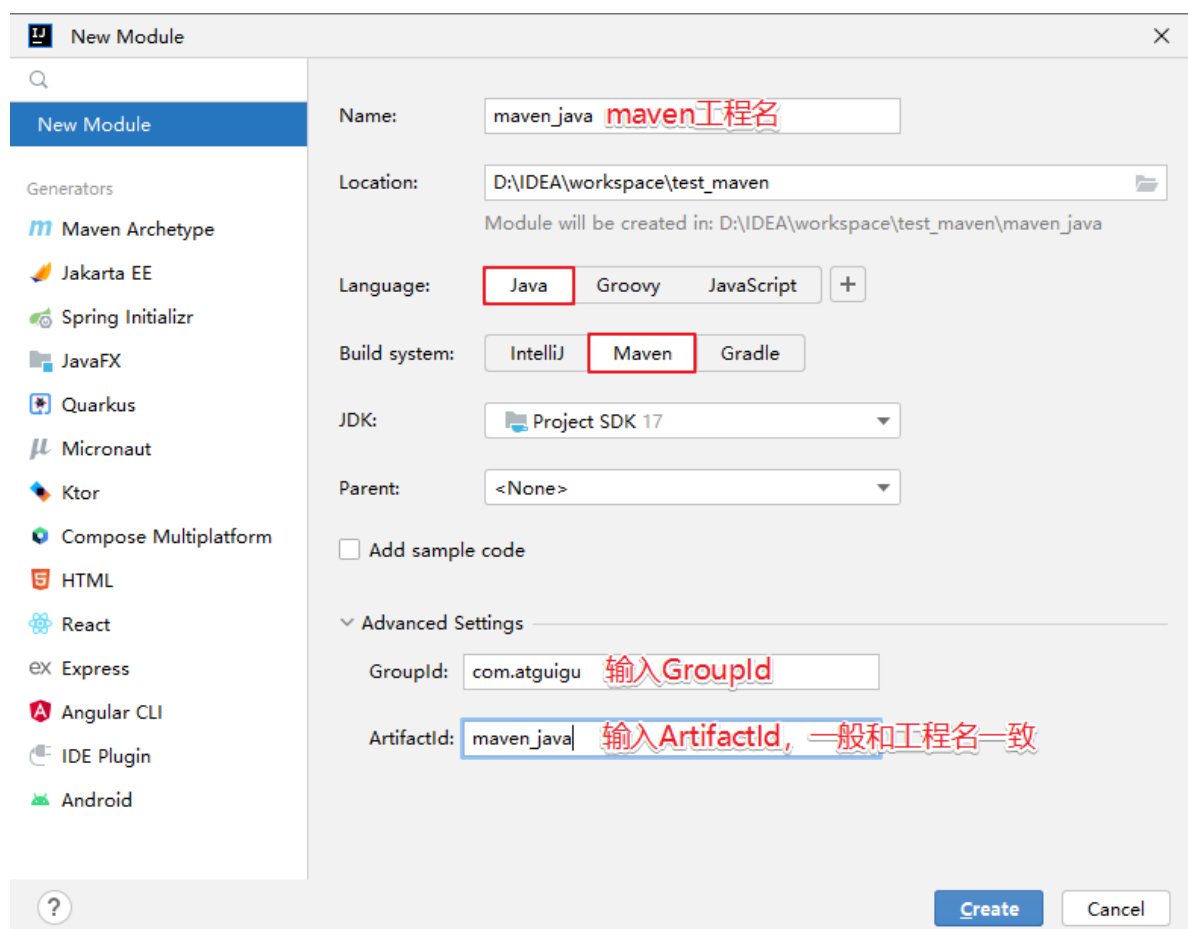 New Module
New Module
Generators
Maven Archetype
Jakarta EE
Spring Initializr
JavaFX
Quarkus
Micronaut
Ktor
Compose Multiplatform
HTML
React
Express
Angular CLI
IDE Plugin
Android
Name: maven_java maven工程名
Location: D:\IDEA\workspace\test_maven
Module will be created in: D:\IDEA\workspace\test_maven\maven_java
Language: Java Groovy JavaScript +
Build system: IntelliJ Maven Gradle
JDK: Project SDK 17
Parent: <None>
Add sample code
Advanced Settings
GroupId: com.atguigu 输入GroupId
ArtifactId: maven_java 输入ArtifactId，一般和工程名一致
? Create Cancel